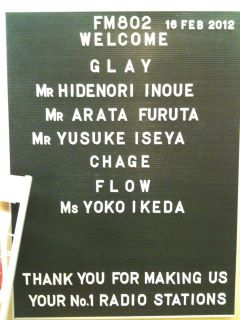 FM802 16 FEB 2012
WELCOME
GLAY
MR HIDENORI INOUE
MR ARATA FURUTA
MR YUSUKE ISEYA
CHAGE
FLOW
MS YOKO IKEDA
THANK YOU FOR MAKING US
YOUR No.1 RADIO STATIONS